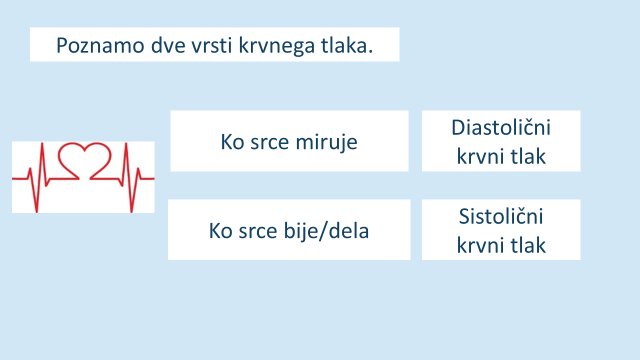 Poznamo dve vrsti krvnega tlaka.
Ko srce miruje
Diastolični
krvni tlak
Ko srce bije/dela
Sistolični
krvni tlak